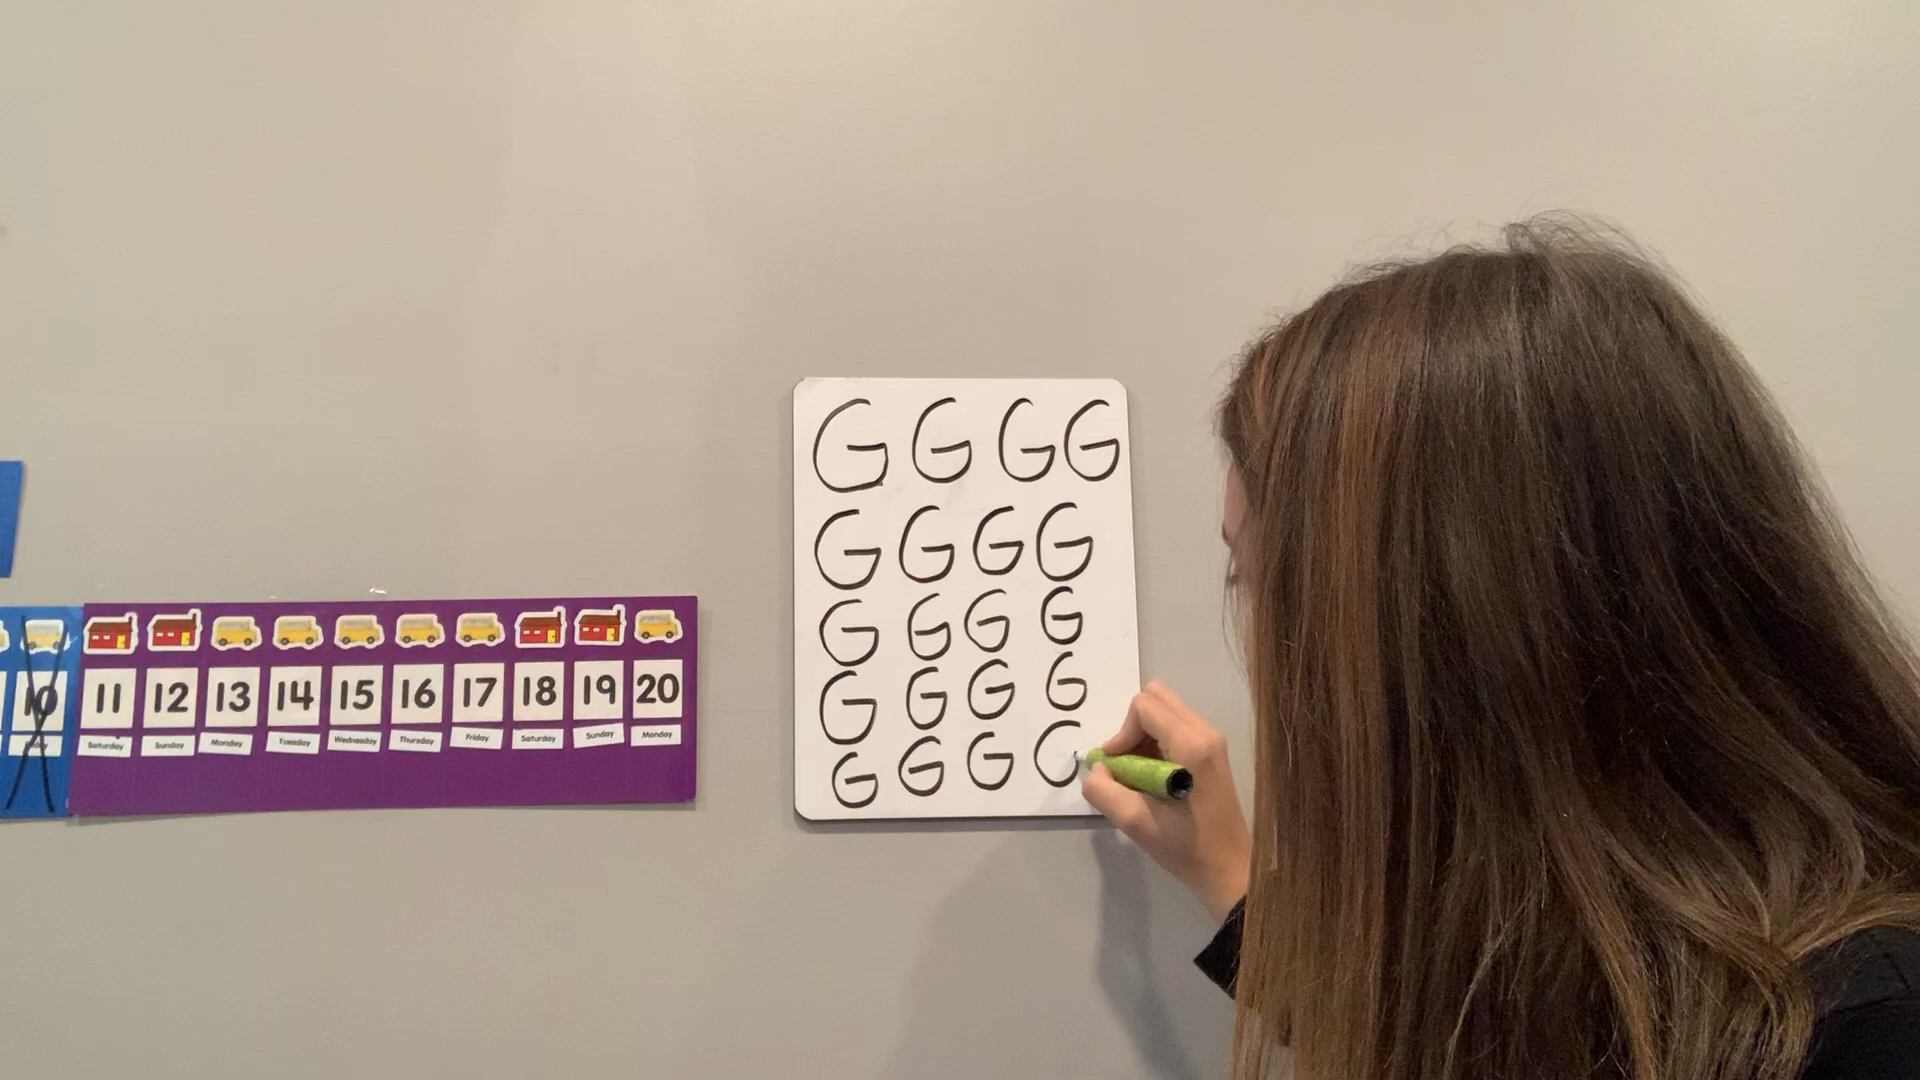 G G G G
G G G G
G G G G
G G G G
G G G
10 11 12 13 14 15 16 17 18 19 20
Saturday Sunday Monday Tuesday Wednesday Thursday Friday Saturday Sunday Monday